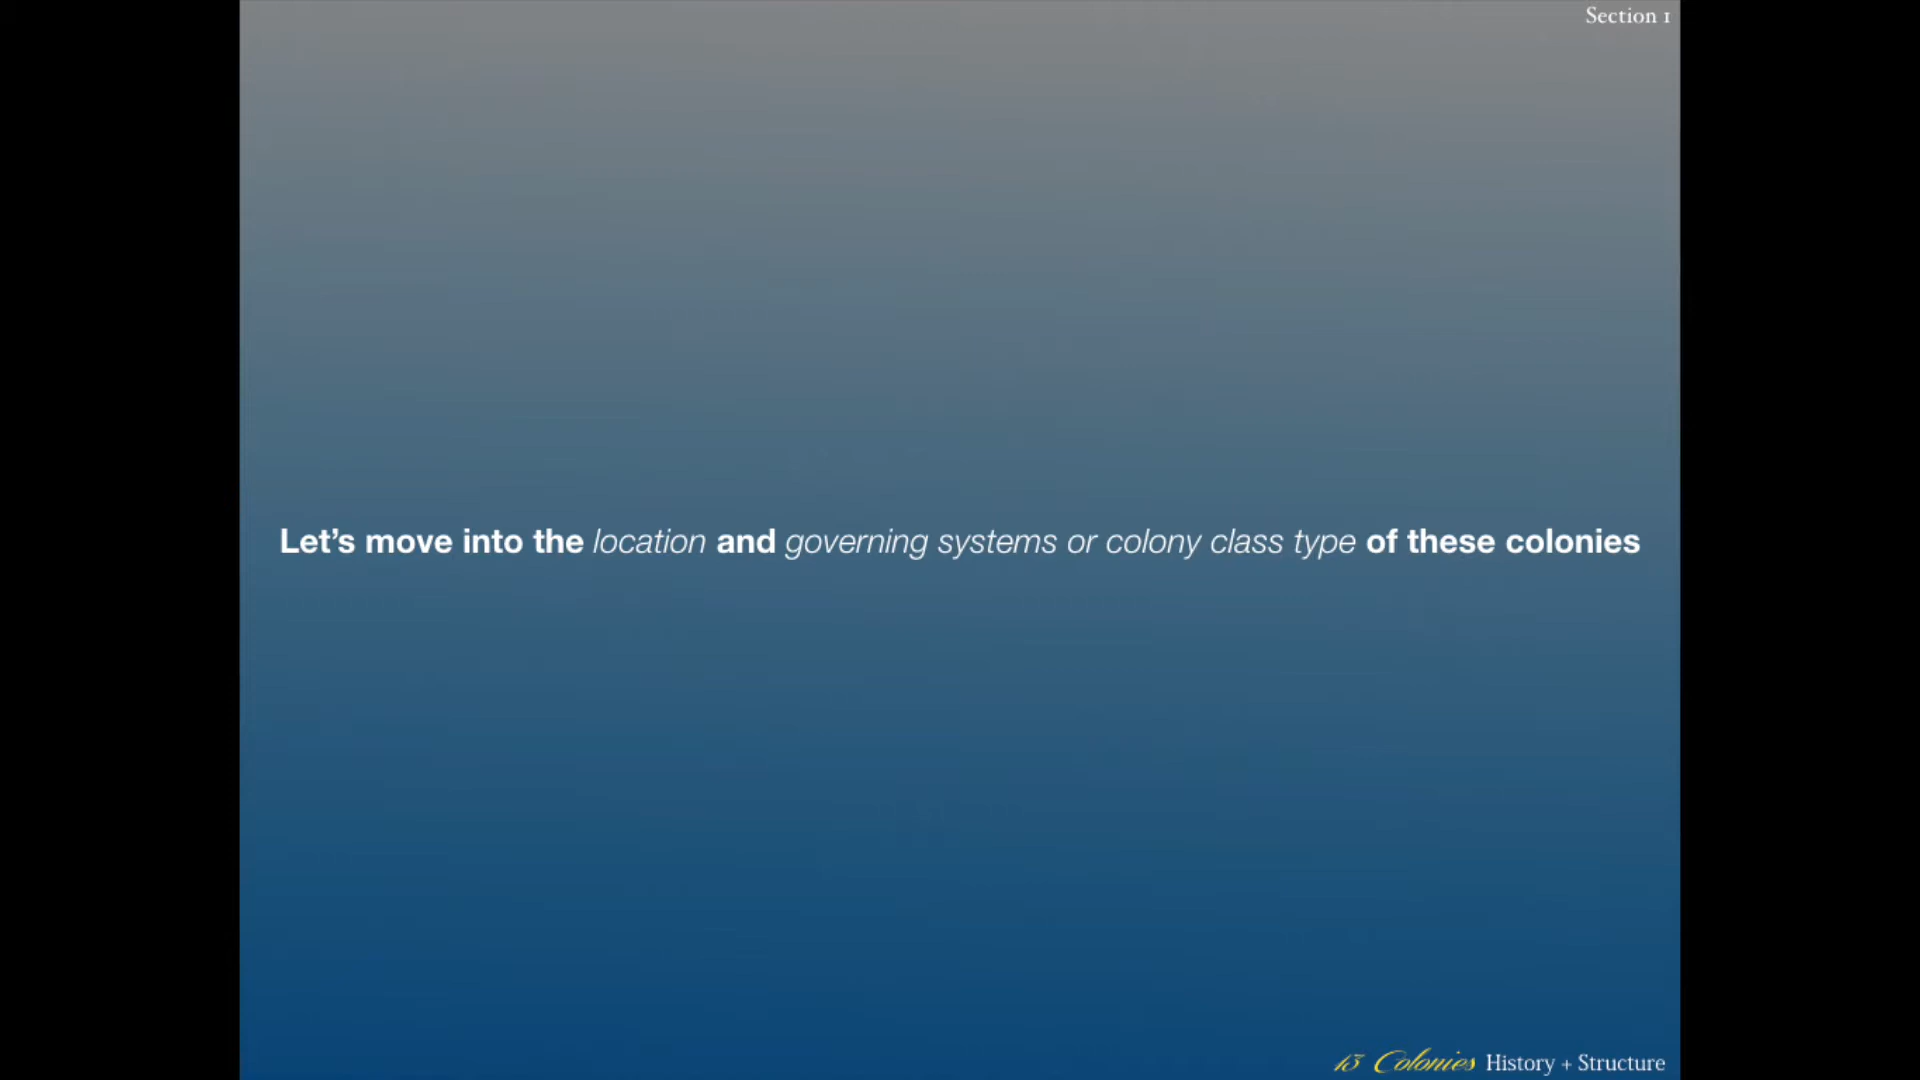 Section 1
Let's move into the location and governing systems or colony class type of these colonies
13 Colonies History + Structure